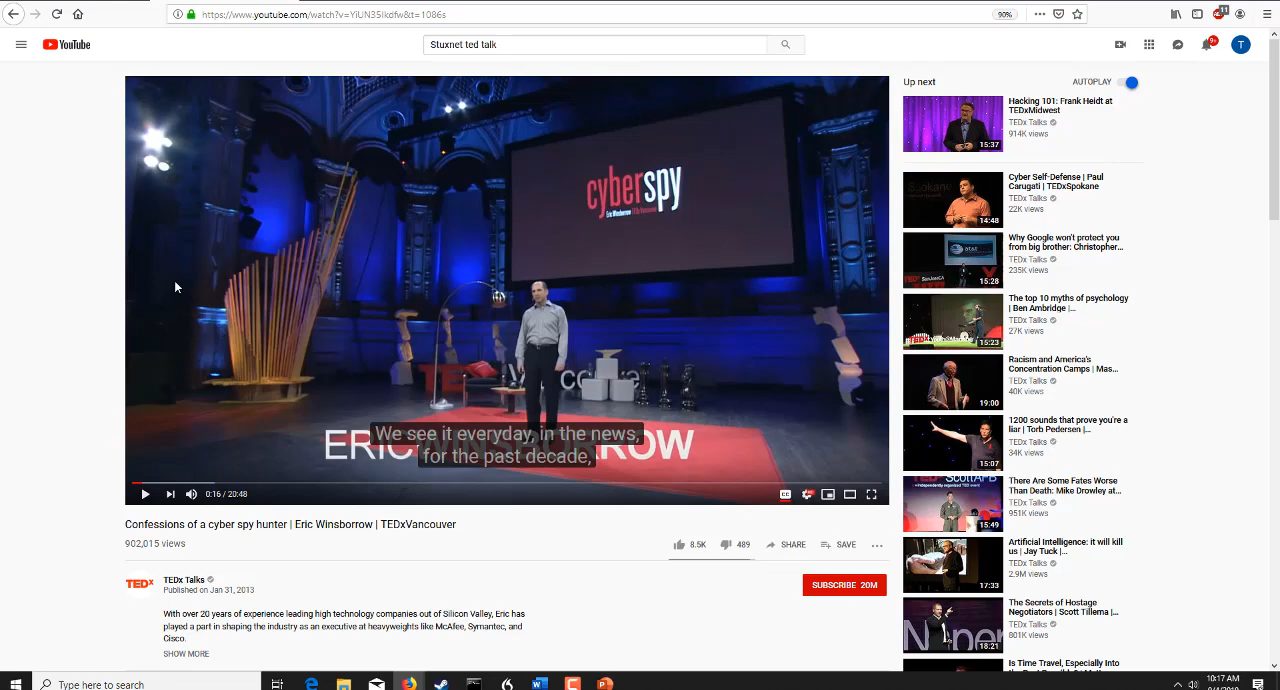 https://www.youtube.com/watch?v=YiUN35Ikdfw&t=1086s
90%
11
YouTube
Stuxnet ted talk
9+
T
cyberspy
Eric Winsborrow TEDxVancouver
We see it everyday, in the news,
for the past decade,
0:16 / 20:48
CC
Confessions of a cyber spy hunter | Eric Winsborrow | TEDxVancouver
902,015 views
8.5K
489
SHARE
SAVE
TEDx
TEDx Talks
Published on Jan 31, 2013
SUBSCRIBE 20M
With over 20 years of experience leading high technology companies out of Silicon Valley, Eric has
played a part in shaping the industry as an executive at heavyweights like McAfee, Symantec, and
Cisco.
SHOW MORE
Up next
AUTOPLAY
Hacking 101: Frank Heidt at
TEDxMidwest
TEDx Talks
914K views
15:37
Cyber Self-Defense | Paul
Carugati | TEDxSpokane
TEDx Talks
22K views
14:48
Why Google won't protect you
from big brother: Christopher...
TEDx Talks
235K views
15:28
The top 10 myths of psychology
| Ben Ambridge |...
TEDx Talks
27K views
15:23
Racism and America's
Concentration Camps | Mas...
TEDx Talks
40K views
19:00
1200 sounds that prove you're a
liar | Torb Pedersen |...
TEDx Talks
34K views
15:07
There Are Some Fates Worse
Than Death: Mike Drowley at...
TEDx Talks
951K views
15:49
Artificial Intelligence: it will kill
us | Jay Tuck |...
TEDx Talks
2.9M views
17:33
The Secrets of Hostage
Negotiators | Scott Tillema |...
TEDx Talks
801K views
18:21
Is Time Travel, Especially Into
Type here to search
10:17 AM